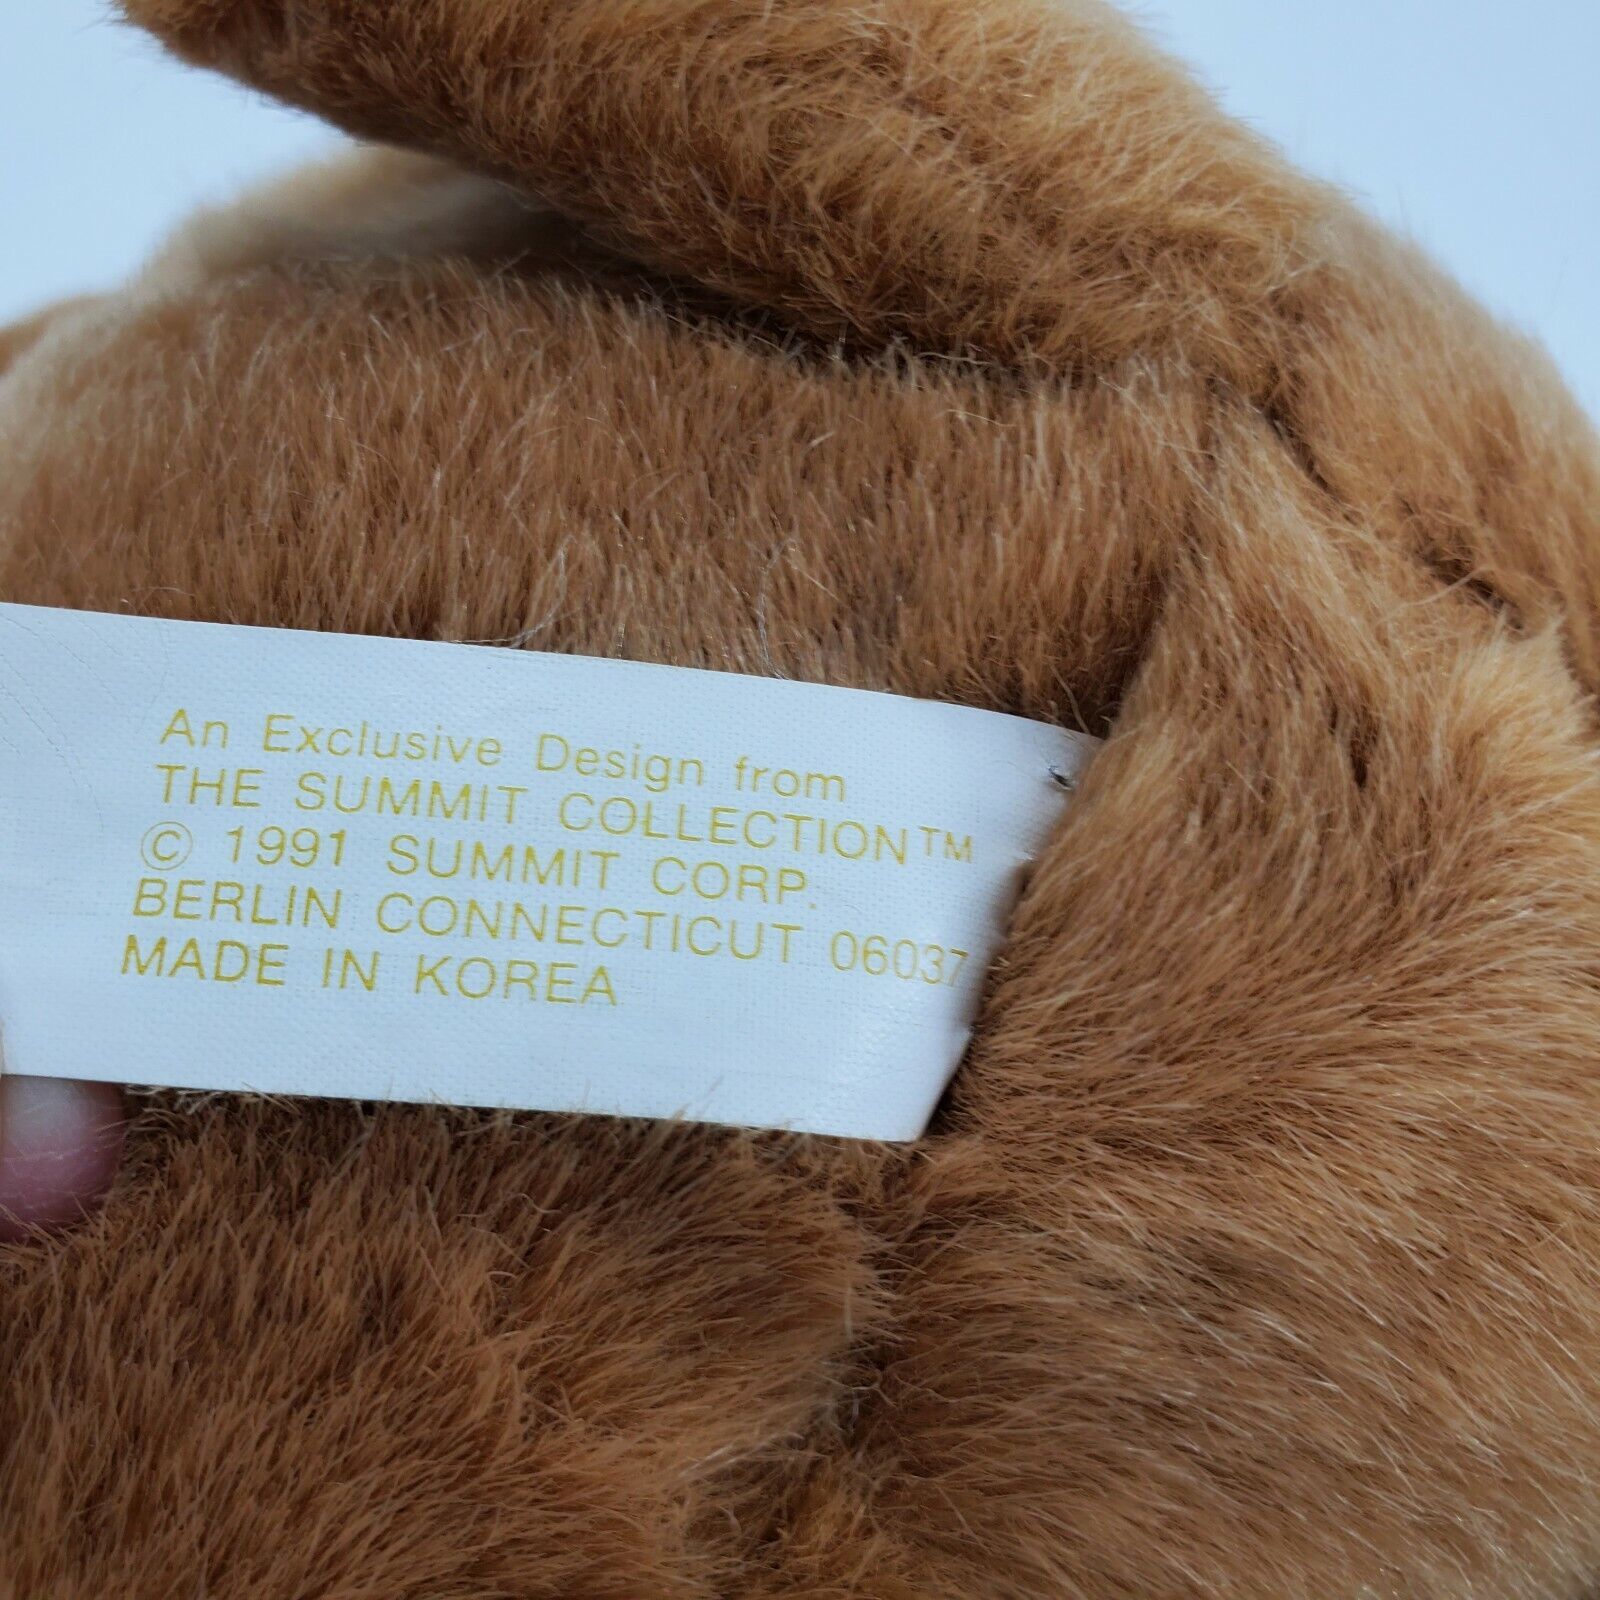 An Exclusive Design from
THE SUMMIT COLLECTION™
© 1991 SUMMIT CORP.
BERLIN CONNECTICUT 06037
MADE IN KOREA